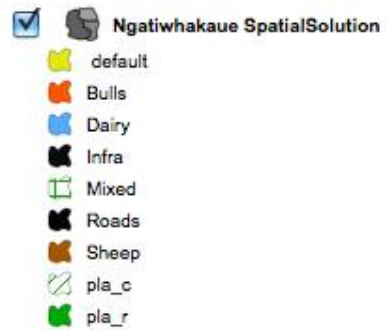 Ngatiwhakaue SpatialSolution
default
Bulls
Dairy
Infra
Mixed
Roads
Sheep
pla_c
pla_r